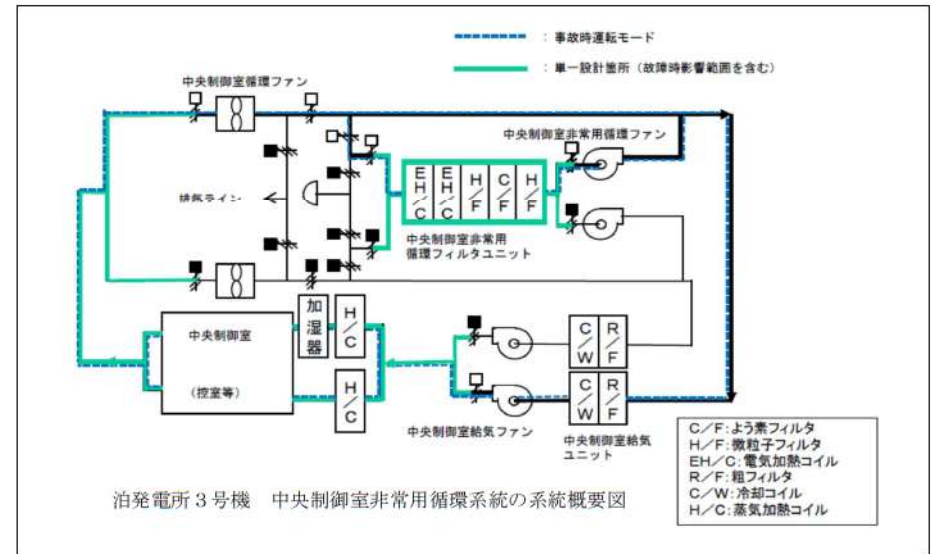 ：事故時運転モード
：単一設計箇所（故障時影響範囲を含む）
中央制御室循環ファン
中央制御室非常用循環ファン
排気ライン
EH／C
EH／C
H／F
C／F
H／F
中央制御室非常用
循環フィルタユニット
加湿器
H／C
中央制御室
（控室等）
H／C
C／W
R／F
C／W
R／F
中央制御室給気ファン
中央制御室給気
ユニット
C／F：よう素フィルタ
H／F：微粒子フィルタ
EH／C：電気加熱コイル
R／F：粗フィルタ
C／W：冷却コイル
H／C：蒸気加熱コイル
泊発電所３号機　中央制御室非常用循環系統の系統概要図